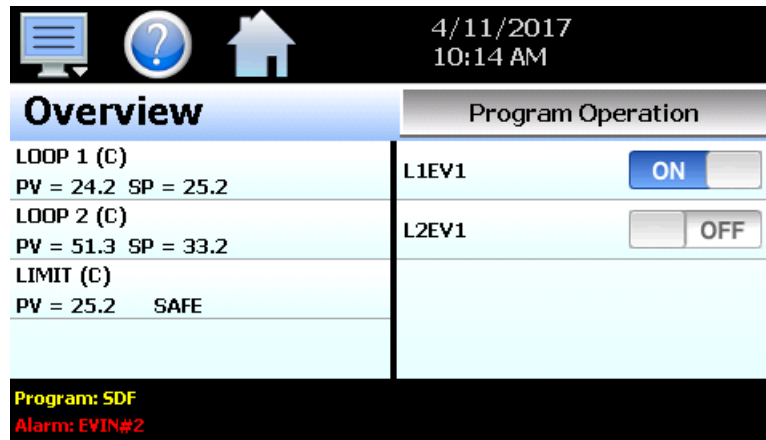 ?
4/11/2017
10:14 AM
Overview
Program Operation
LOOP 1 (C)
PV = 24.2 SP = 25.2
LOOP 2 (C)
PV = 51.3 SP = 33.2
LIMIT (C)
PV = 25.2 SAFE
L1EV1 ON
L2EV1 OFF
Program: SDF
Alarm: EVIN#2